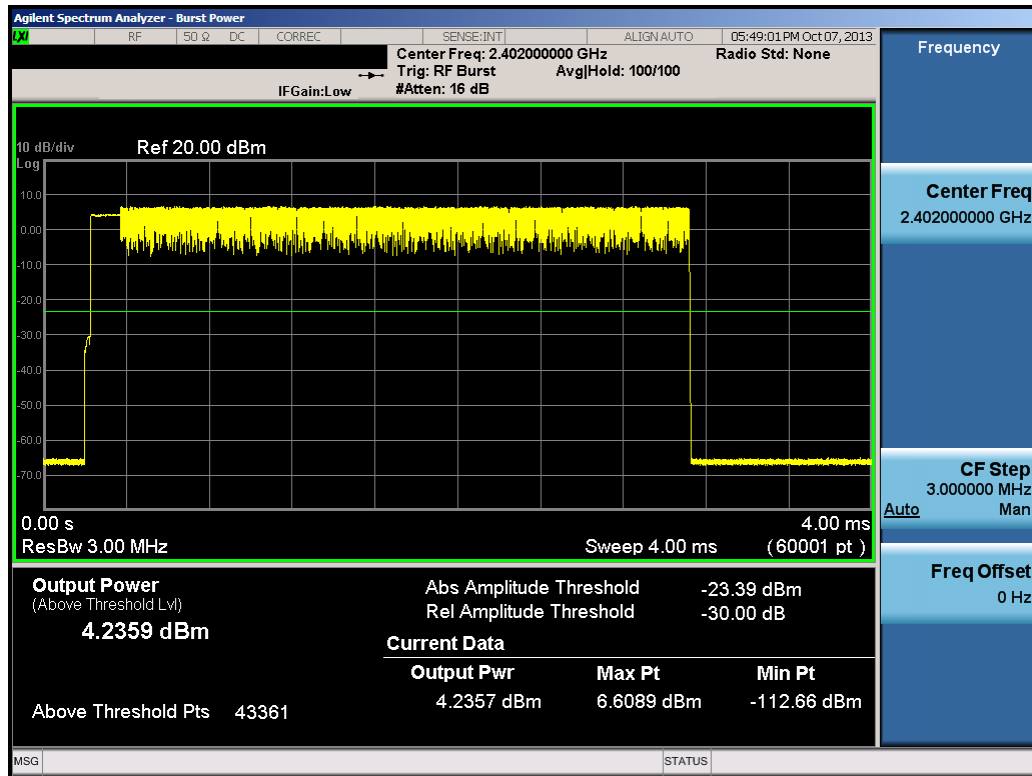 Agilent Spectrum Analyzer - Burst Power
LXI RF 50 Ω DC CORREC SENSE:INT ALIGN AUTO 05:49:01 PM Oct 07, 2013
Center Freq: 2.402000000 GHz Radio Std: None
Trig: RF Burst Avg|Hold: 100/100
IFGain:Low #Atten: 16 dB
10 dB/div Ref 20.00 dBm
Log
10.0
0.00
-10.0
-20.0
-30.0
-40.0
-50.0
-60.0
-70.0
0.00 s 4.00 ms
ResBw 3.00 MHz Sweep 4.00 ms (60001 pt )
Output Power
(Above Threshold Lvl)
4.2359 dBm
Above Threshold Pts 43361
Abs Amplitude Threshold -23.39 dBm
Rel Amplitude Threshold -30.00 dB
Current Data
Output Pwr Max Pt Min Pt
4.2357 dBm 6.6089 dBm -112.66 dBm
Frequency
Center Freq
2.402000000 GHz
CF Step
3.000000 MHz
Auto Man
Freq Offset
0 Hz
MSG STATUS